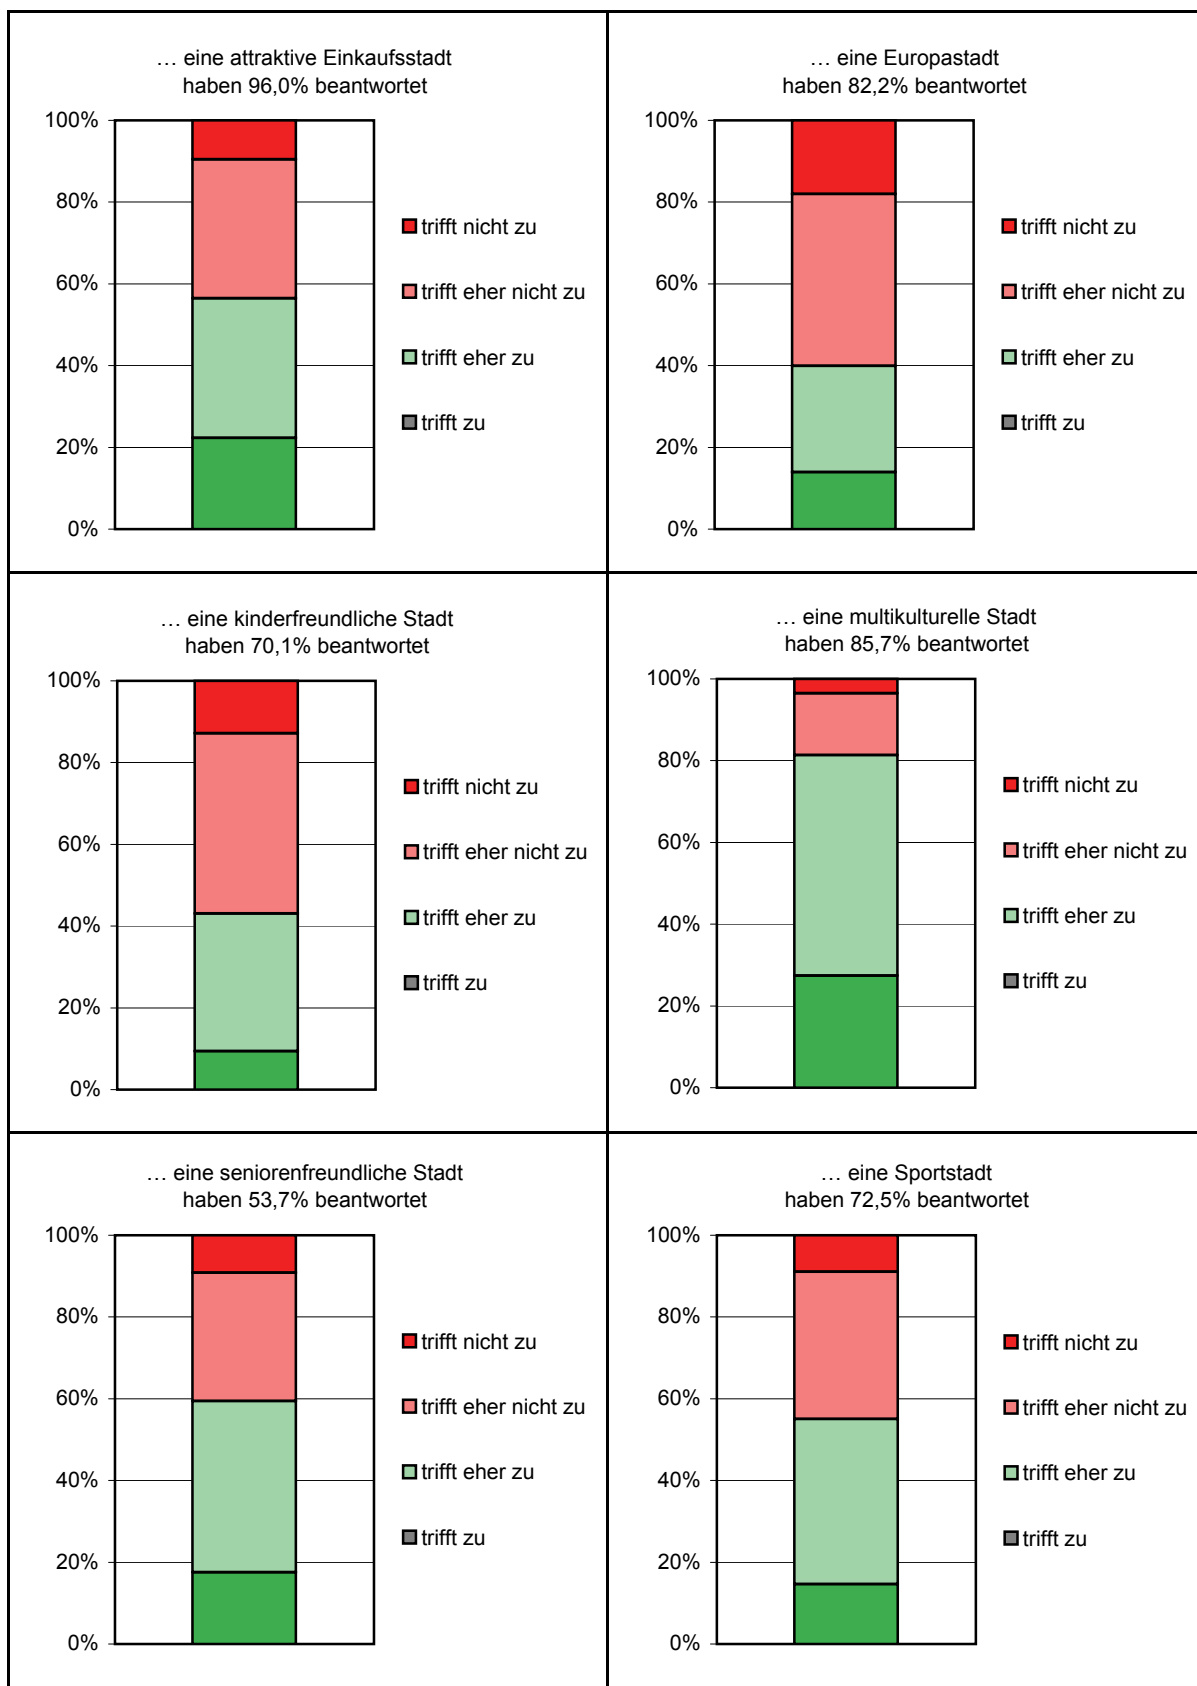 … eine attraktive Einkaufsstadt
haben 96,0% beantwortet
100%
80%
60%
40%
20%
0%
trifft nicht zu
trifft eher nicht zu
trifft eher zu
trifft zu
… eine Europastadt
haben 82,2% beantwortet
100%
80%
60%
40%
20%
0%
trifft nicht zu
trifft eher nicht zu
trifft eher zu
trifft zu
… eine kinderfreundliche Stadt
haben 70,1% beantwortet
100%
80%
60%
40%
20%
0%
trifft nicht zu
trifft eher nicht zu
trifft eher zu
trifft zu
… eine multikulturelle Stadt
haben 85,7% beantwortet
100%
80%
60%
40%
20%
0%
trifft nicht zu
trifft eher nicht zu
trifft eher zu
trifft zu
… eine seniorenfreundliche Stadt
haben 53,7% beantwortet
100%
80%
60%
40%
20%
0%
trifft nicht zu
trifft eher nicht zu
trifft eher zu
trifft zu
… eine Sportstadt
haben 72,5% beantwortet
100%
80%
60%
40%
20%
0%
trifft nicht zu
trifft eher nicht zu
trifft eher zu
trifft zu